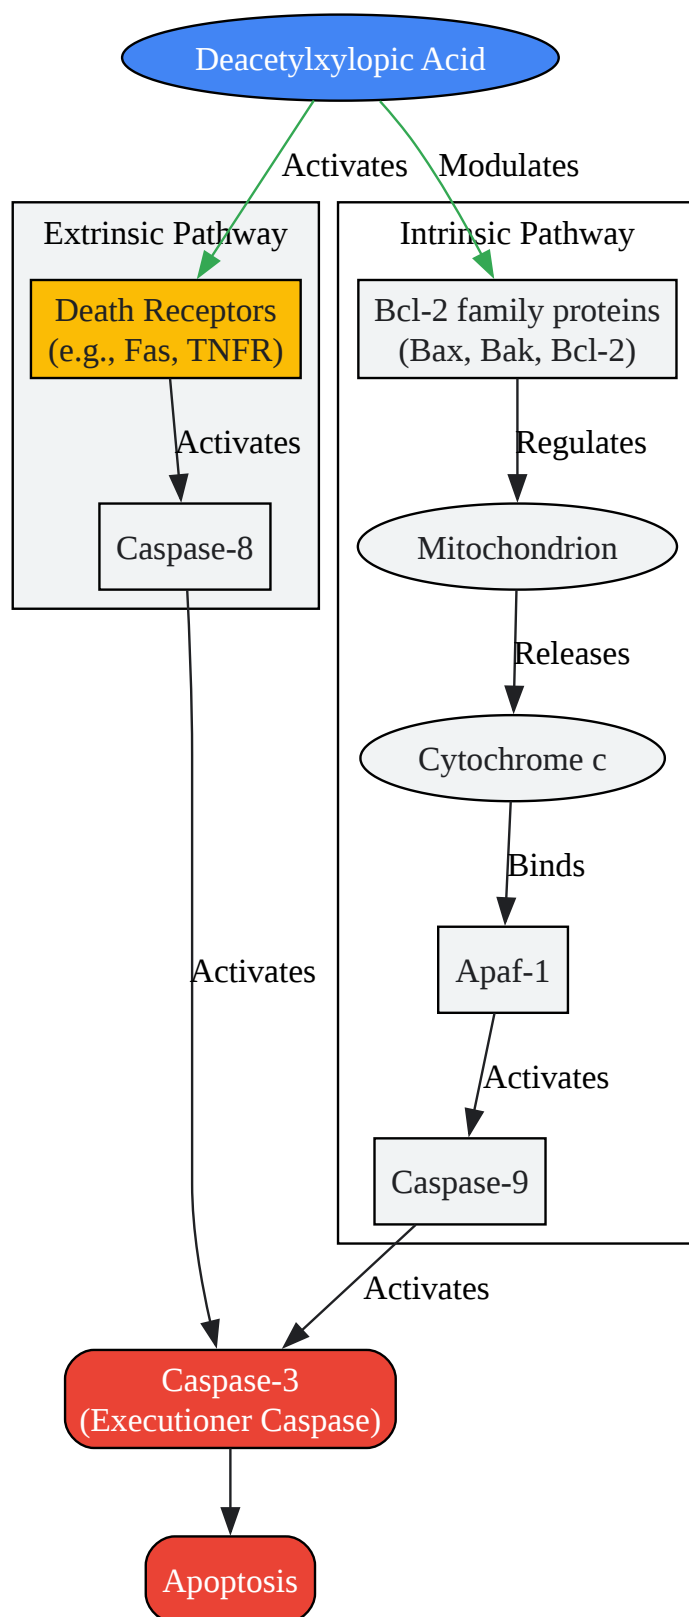 Deacetylxylopic Acid
Activates
Modulates
Extrinsic Pathway
Intrinsic Pathway
Death Receptors
(e.g., Fas, TNFR)
Bcl-2 family proteins
(Bax, Bak, Bcl-2)
Activates
Regulates
Caspase-8
Mitochondrion
Releases
Cytochrome c
Binds
Activates
Apaf-1
Activates
Caspase-9
Activates
Caspase-3
(Executioner Caspase)
Apoptosis